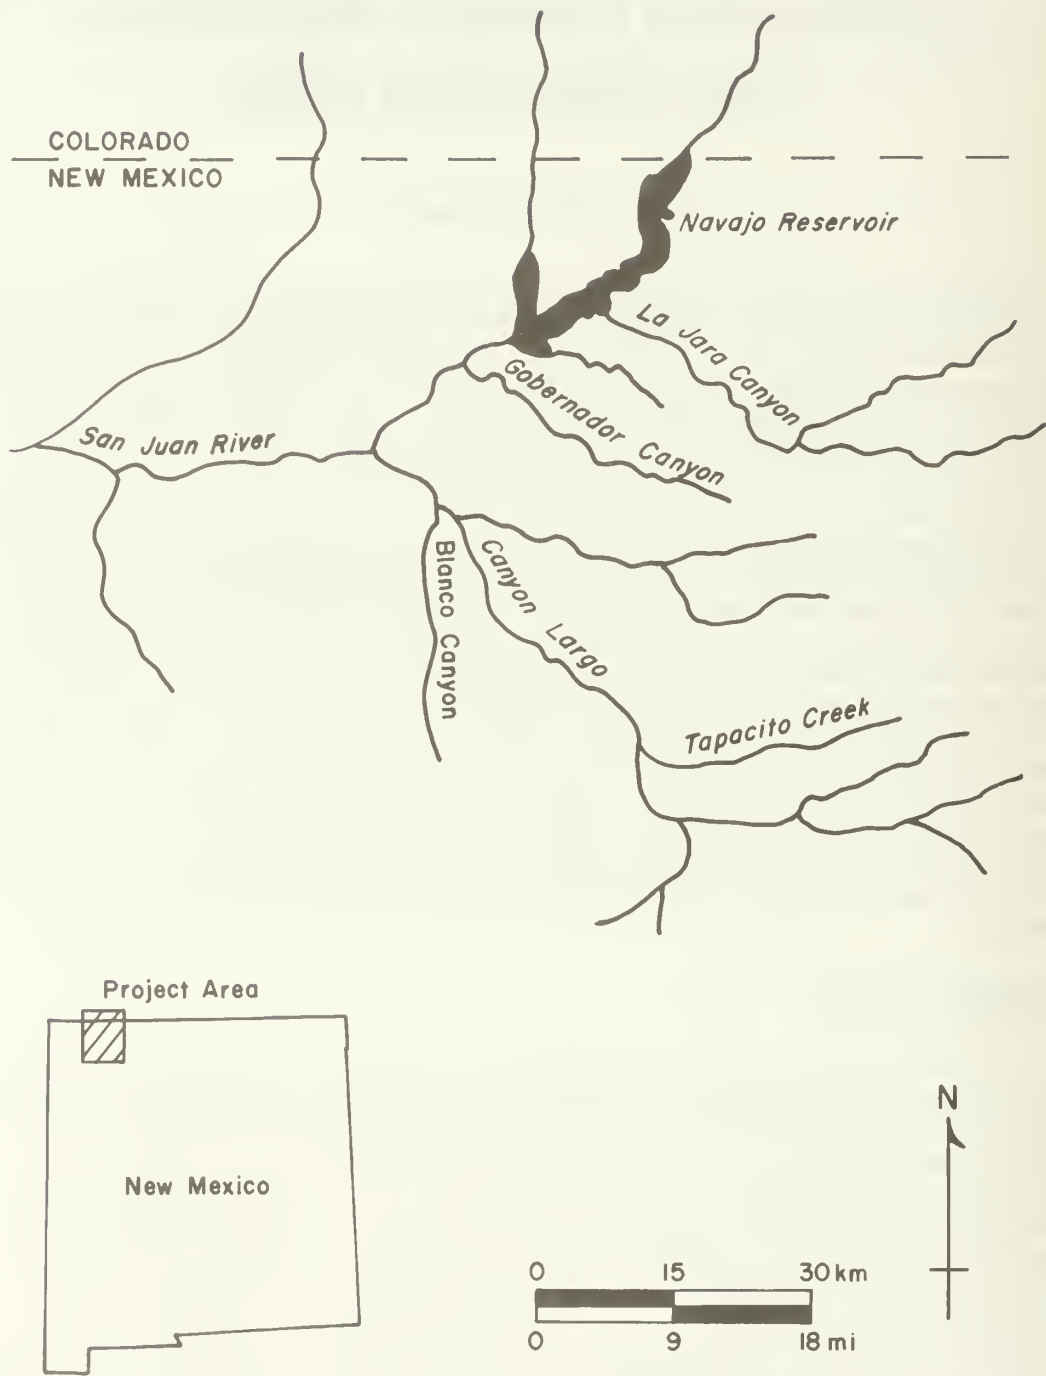 COLORADO
NEW MEXICO
Navajo Reservoir
La Jara Canyon
Gobernador Canyon
San Juan River
Blanco Canyon
Canyon Largo
Tapacito Creek
Project Area
New Mexico
N
0 15 30 km
0 9 18 mi